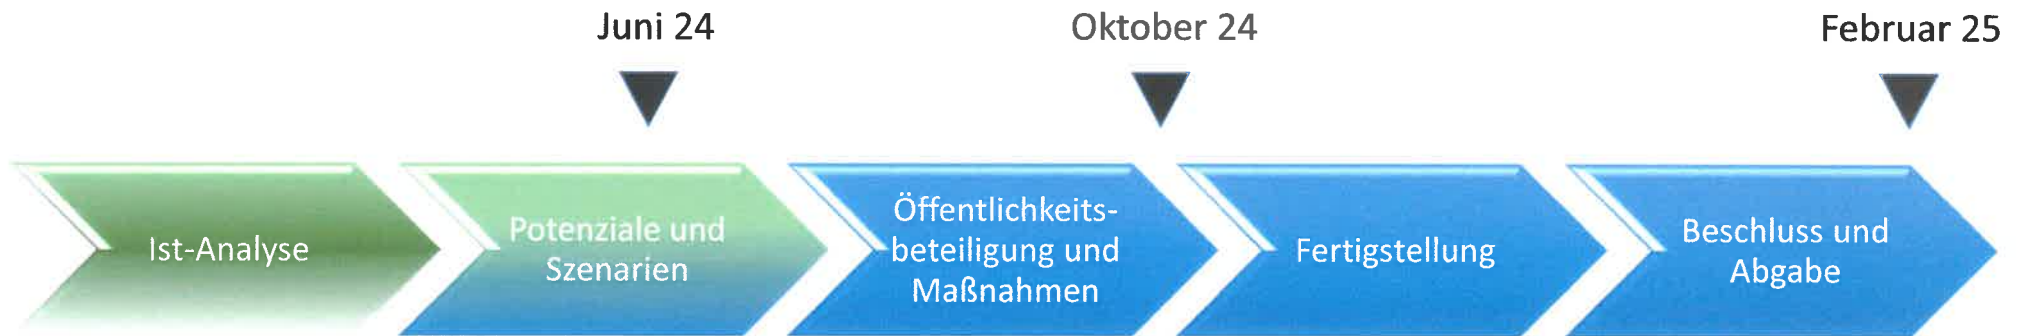 Juni 24
Oktober 24
Februar 25
Ist-Analyse
Potenziale und
Szenarien
Öffentlichkeits-
beteiligung und
Maßnahmen
Fertigstellung
Beschluss und
Abgabe